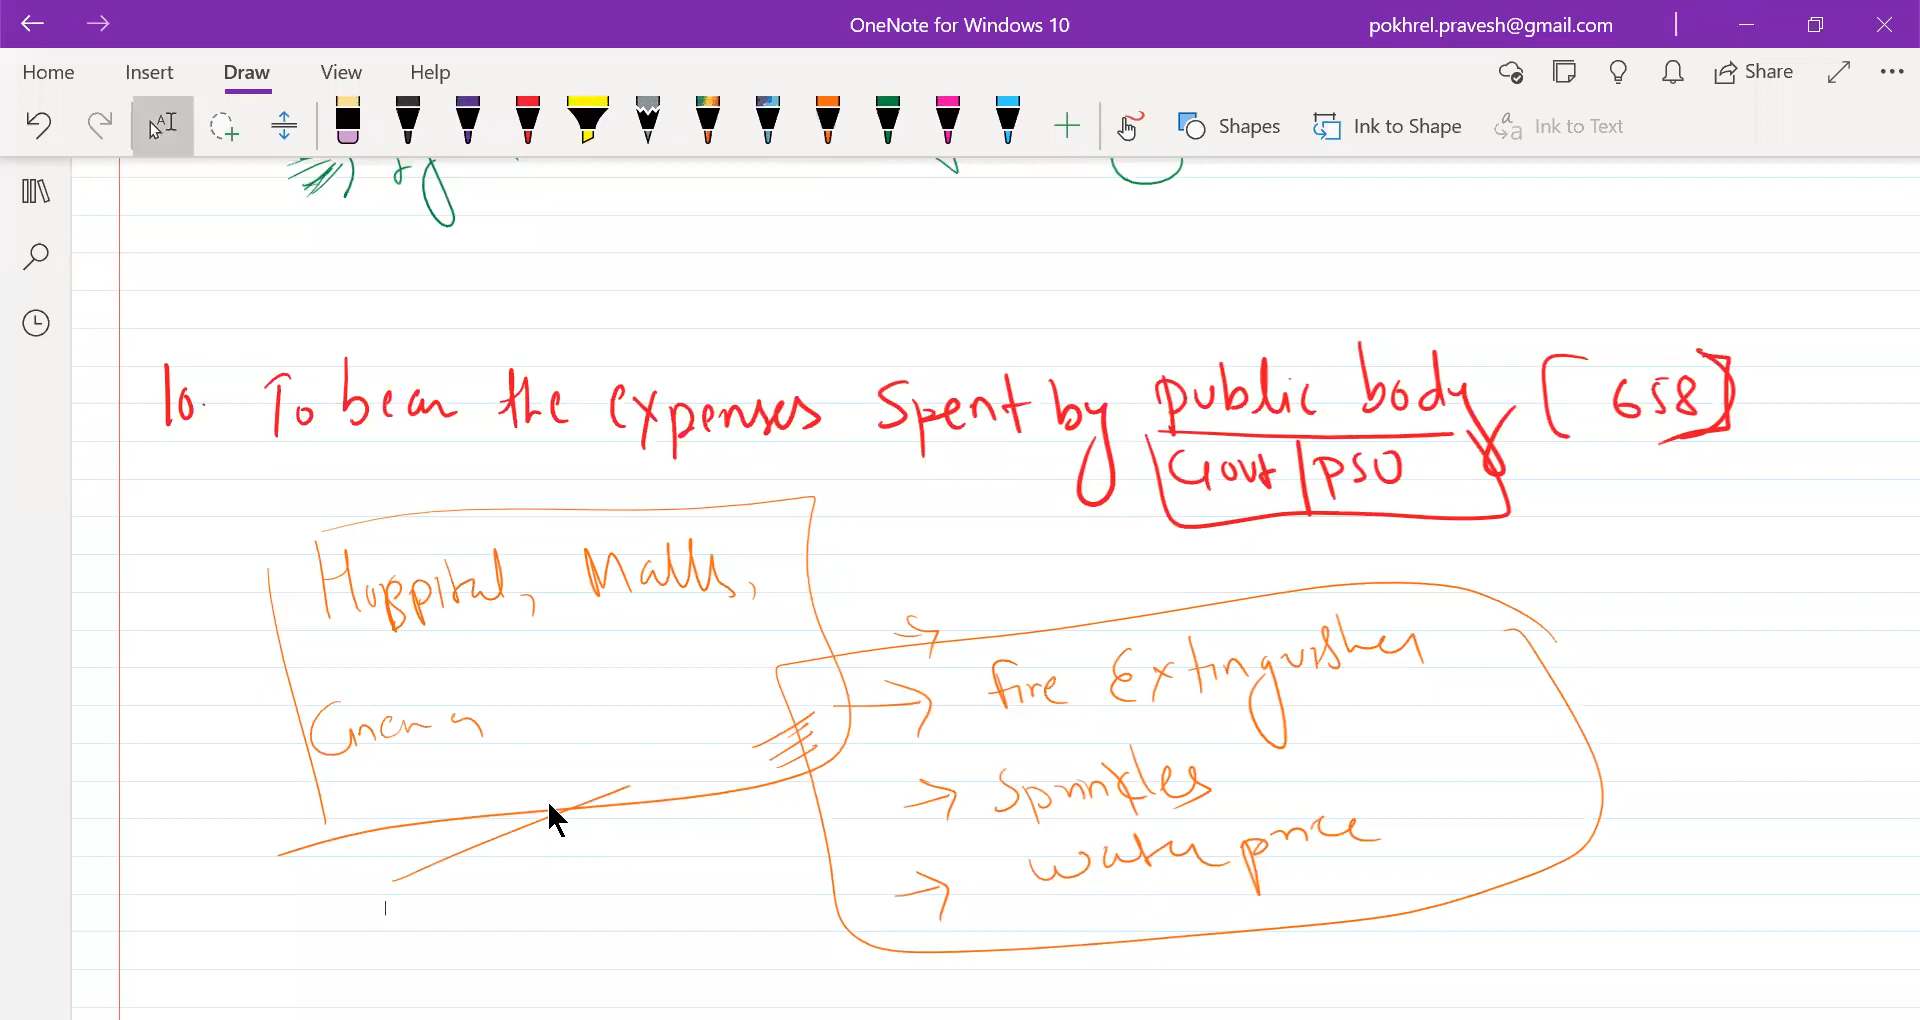 OneNote for Windows 10
pokhrel.pravesh@gmail.com
Home Insert Draw View Help
Share
Shapes Ink to Shape Ink to Text
10. To bear the expenses Spent by public body [658]
Govt | PSO
Hospital, Malls,
fire Extinguisher
Sprinkles
water price